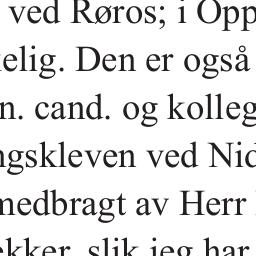 ved Røros; i Opp
elig. Den er også
n. cand. og kolleg
ngskleven ved Nid
medbragt av Herr
ekker, slik jeg har